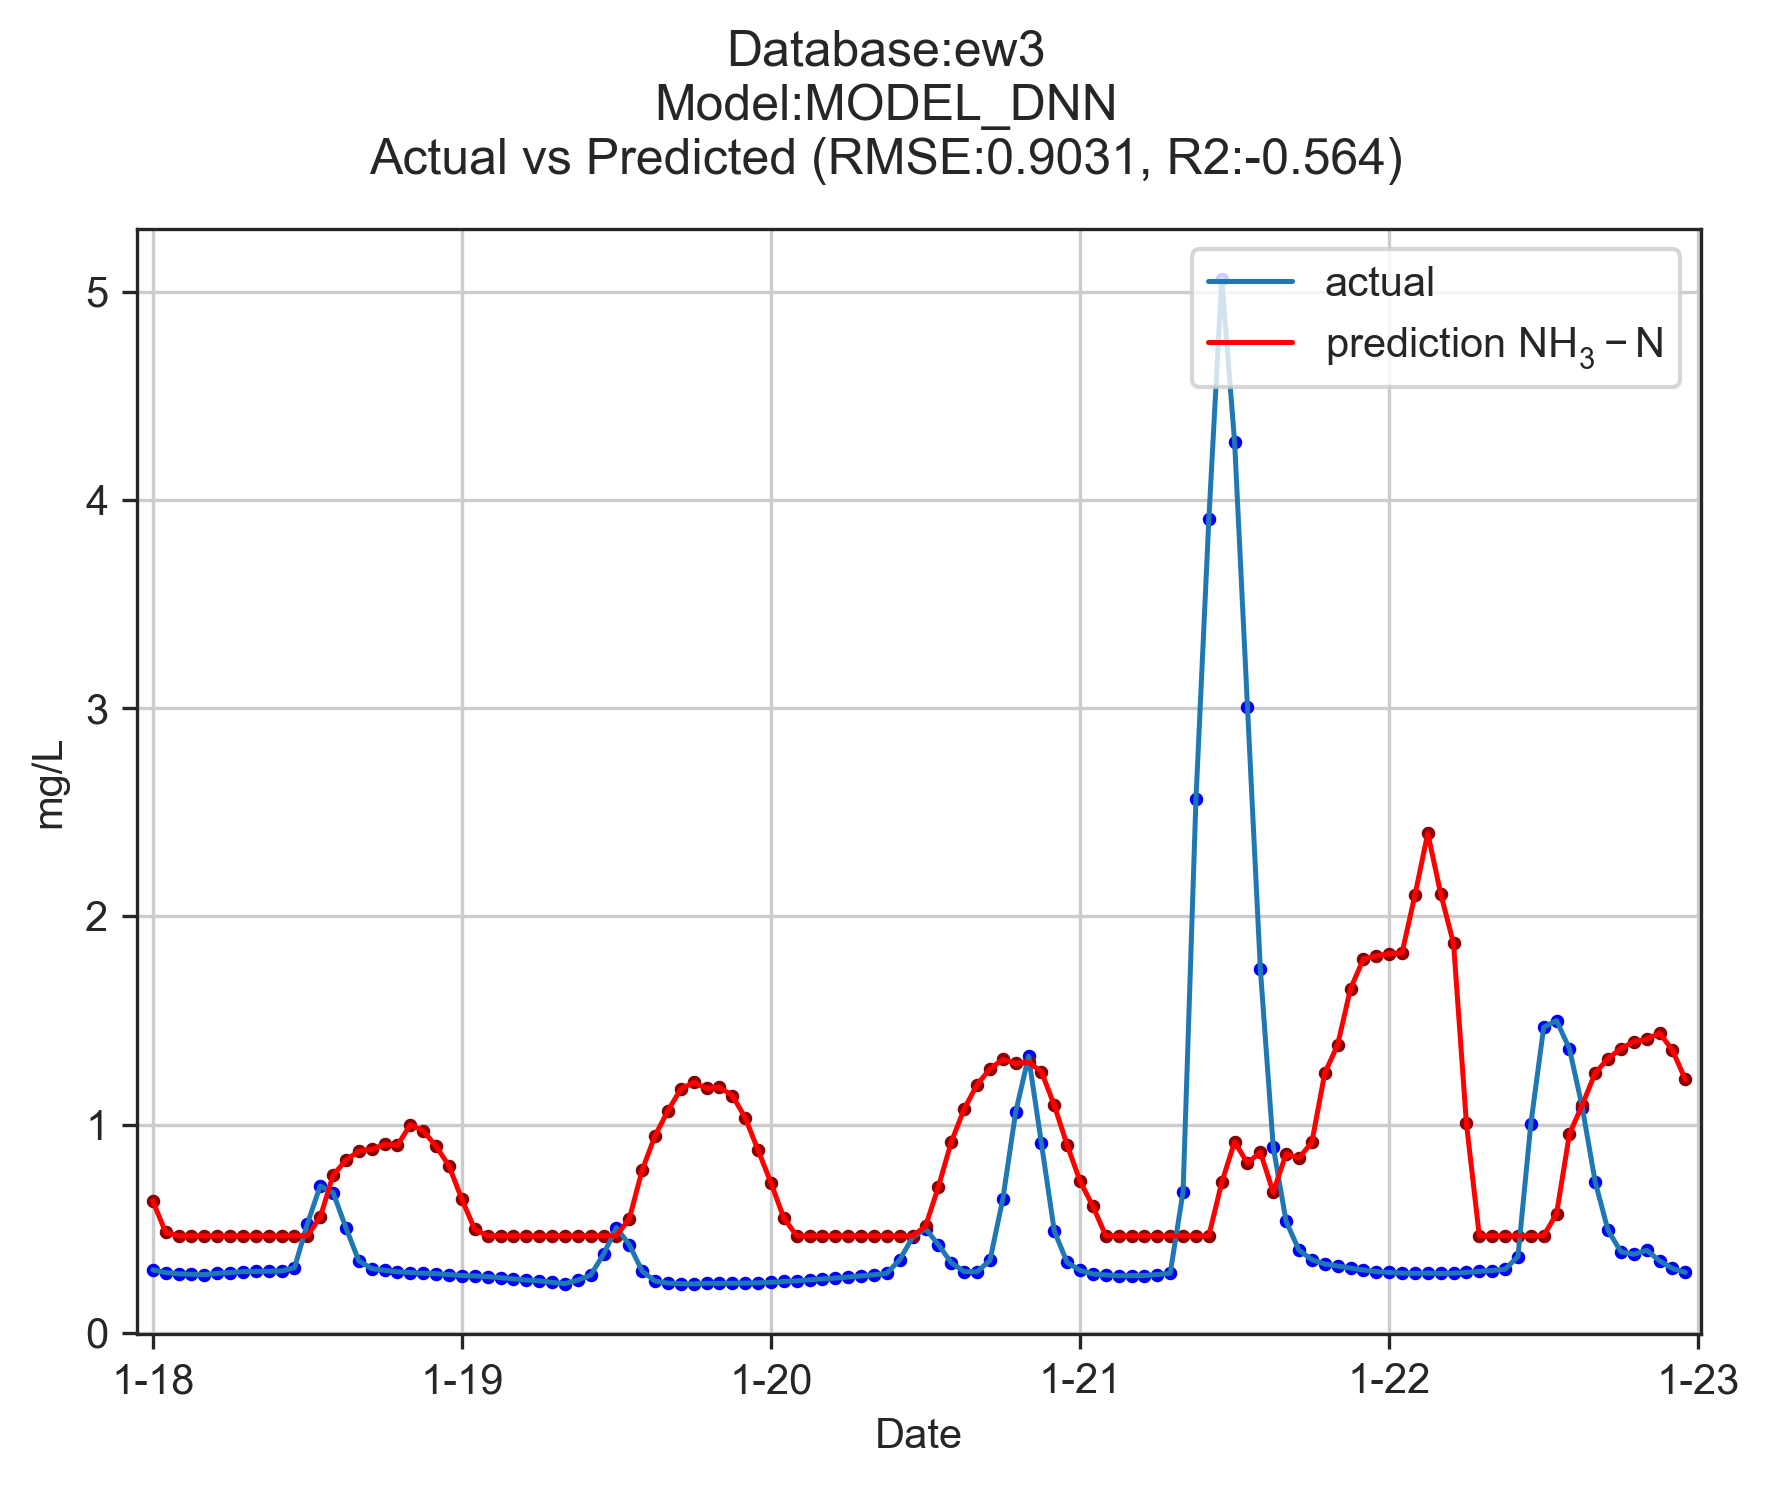 Database:ew3
Model:MODEL_DNN
Actual vs Predicted (RMSE:0.9031, R2:-0.564)
actual
prediction NH₃ − N
5
4
3
2
1
0
mg/L
1-18 1-19 1-20 1-21 1-22 1-23
Date